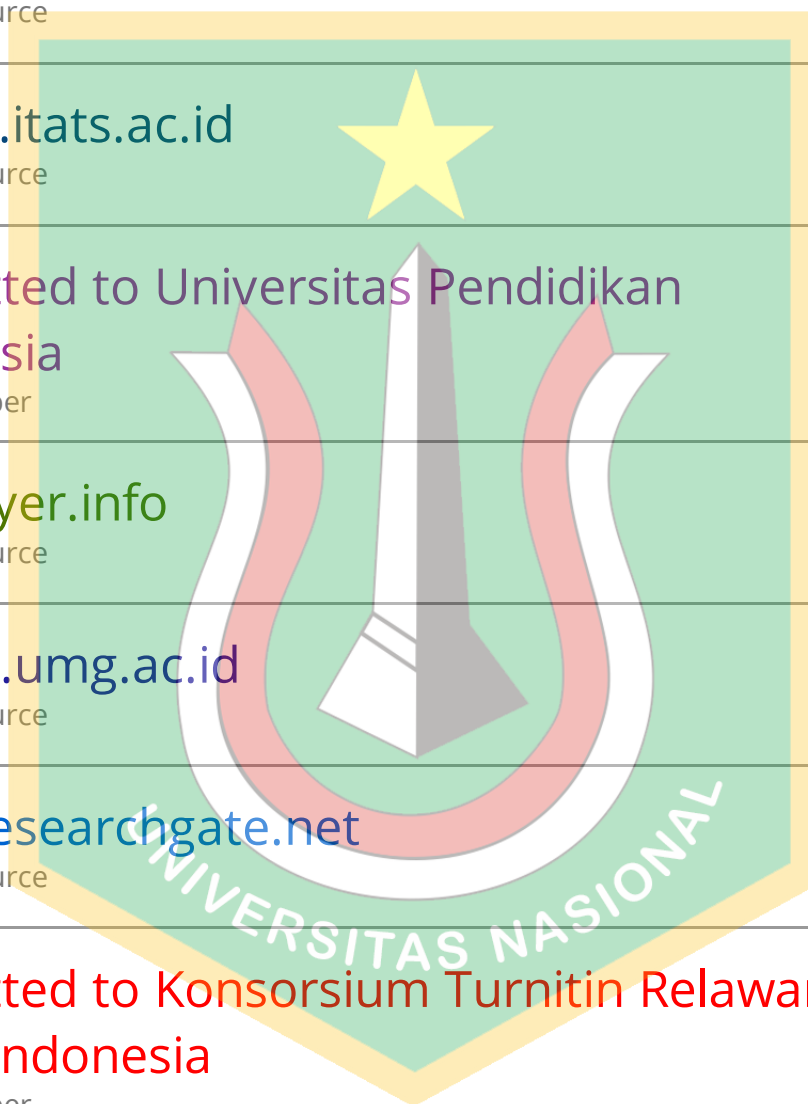 urce
.itats.ac.id
urce
tted to Universitas Pendidikan
sia
per
yer.info
urce
.umg.ac.id
urce
esearchgate.net
urce
UNIVERSITAS NASIONAL
tted to Konsorsium Turnitin Relawan
ndonesia
per